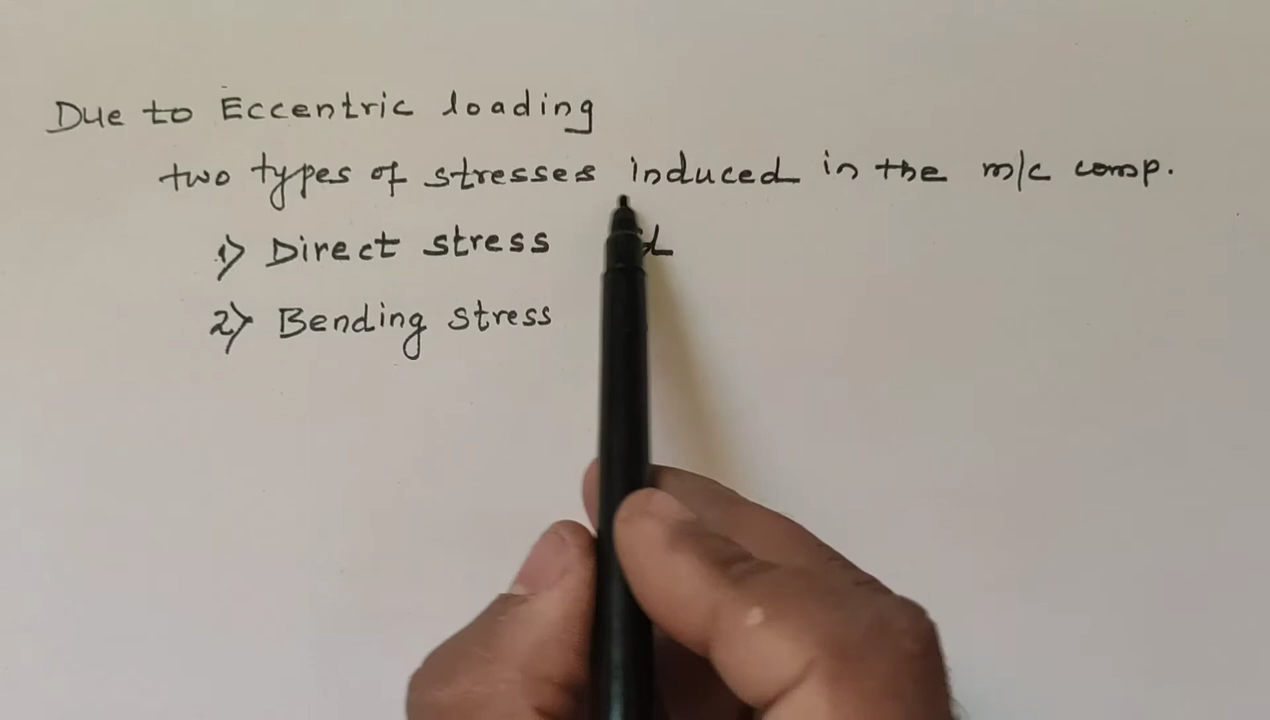 Due to Eccentric loading
two types of stresses induced in the m/c comp.
1) Direct stress
2) Bending stress